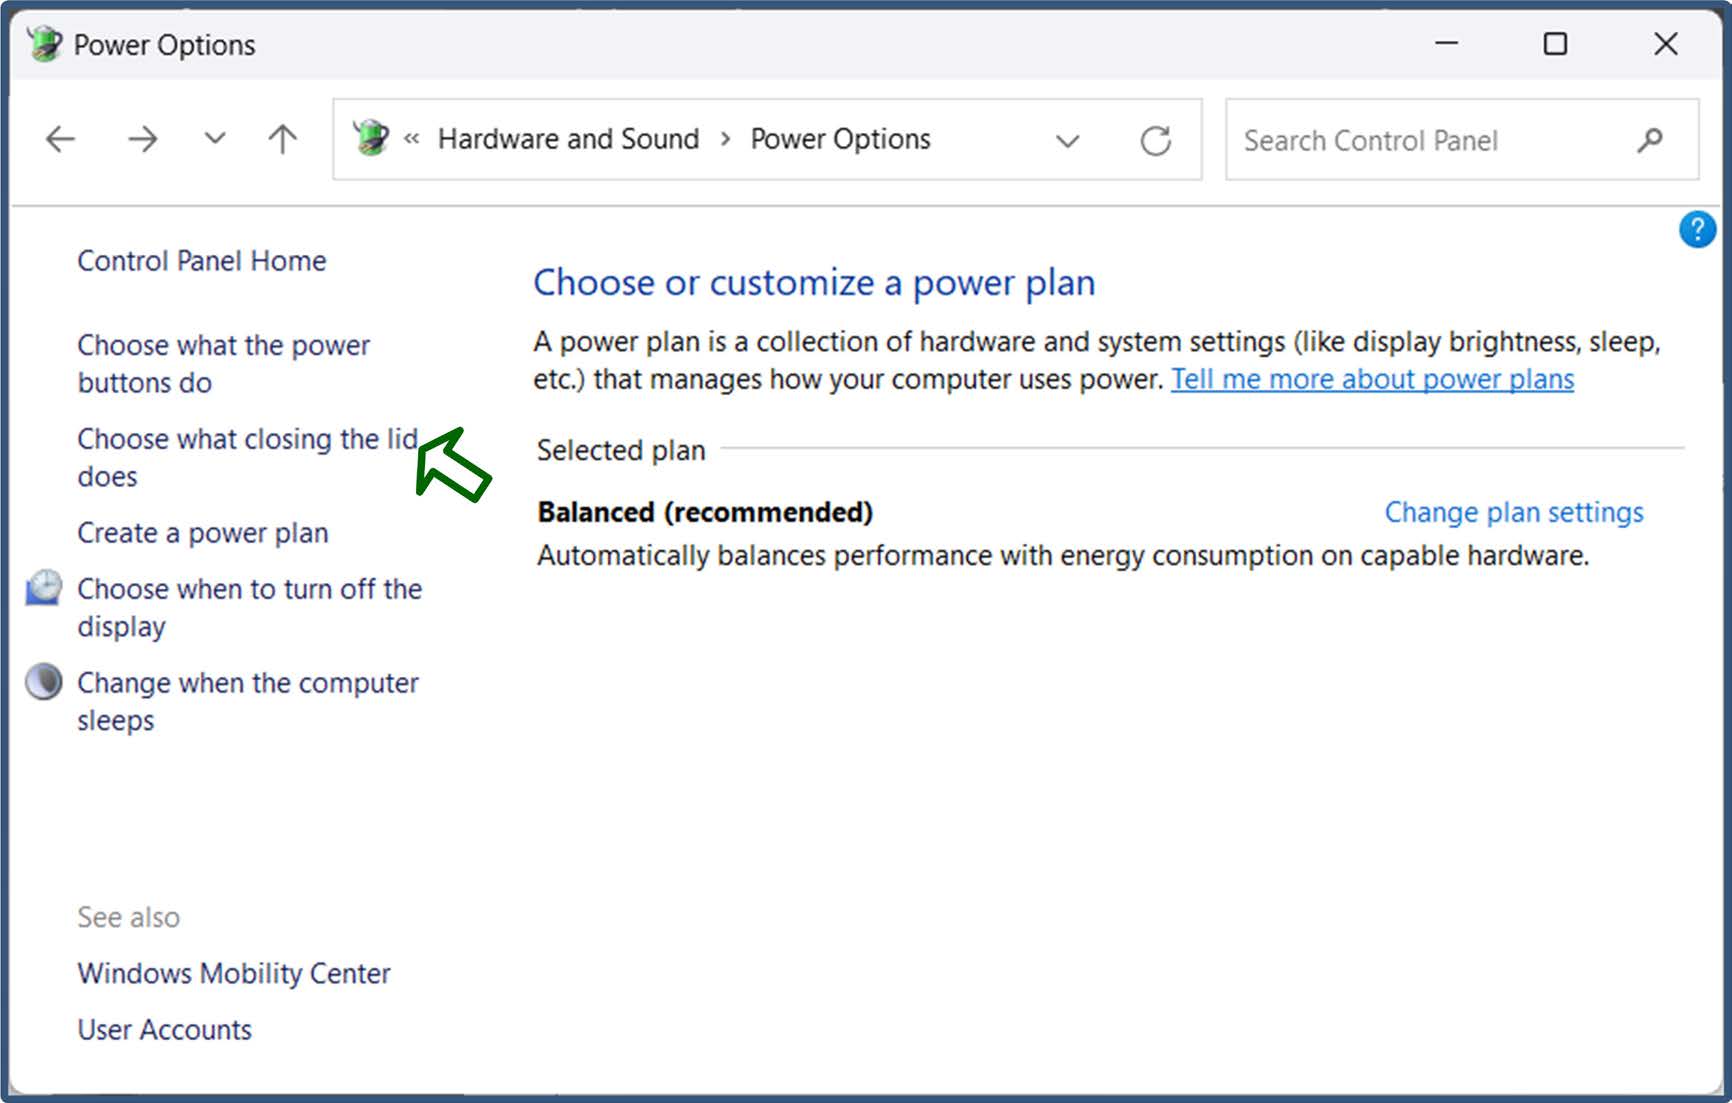 Power Options
« Hardware and Sound > Power Options
Search Control Panel
?
Control Panel Home
Choose what the power
buttons do
Choose what closing the lid
does
Create a power plan
Choose when to turn off the
display
Change when the computer
sleeps
See also
Windows Mobility Center
User Accounts
Choose or customize a power plan
A power plan is a collection of hardware and system settings (like display brightness, sleep,
etc.) that manages how your computer uses power. Tell me more about power plans
Selected plan
Balanced (recommended)
Change plan settings
Automatically balances performance with energy consumption on capable hardware.